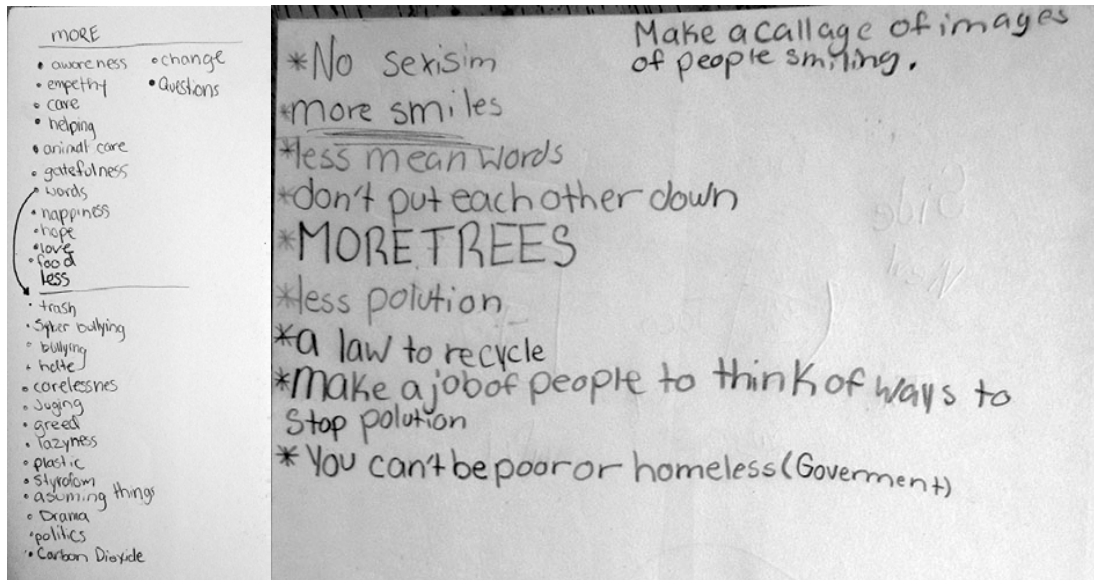 MORE
• awareness
• empethy
• care
• helping
• animal care
• gatefulness
• words
• happiness
• hope
• love
• food
• change
• Questions
less
• trash
• Syber bullying
• bullying
• hate
• carelessnes
• Juging
• greed
• lazyness
• plastic
• Styrofom
• asuming things
• Drama
• politics
• Carbon Dioxide
Make a callage of images
of people smiling.
*No sexisim
*more smiles
*less mean words
*don't put each other down
*MORE TREES
*less polution
*a law to recycle
*make a job of people to think of ways to
stop polution
*You can't be poor or homeless (Goverment)